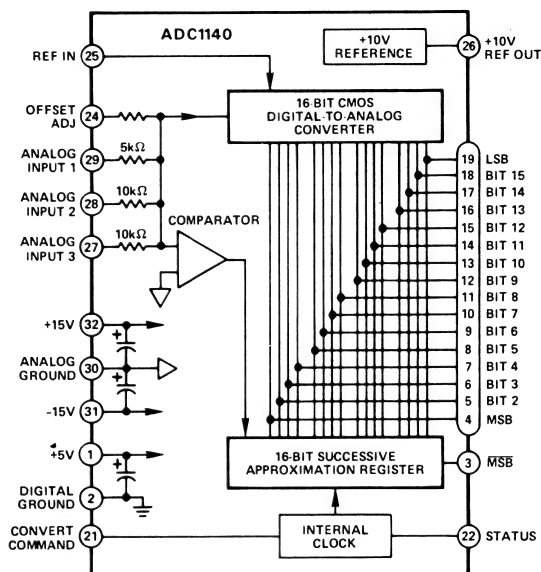 ADC1140
REF IN
25
+10V
REFERENCE
26
+10V
REF OUT
16-BIT CMOS
DIGITAL-TO-ANALOG
CONVERTER
OFFSET
ADJ
24
ANALOG
INPUT 1
29
5kΩ
ANALOG
INPUT 2
28
10kΩ
ANALOG
INPUT 3
27
10kΩ
COMPARATOR
19 LSB
18 BIT 15
17 BIT 14
16 BIT 13
15 BIT 12
14 BIT 11
13 BIT 10
12 BIT 9
11 BIT 8
10 BIT 7
9 BIT 6
8 BIT 5
7 BIT 4
6 BIT 3
5 BIT 2
4 MSB
+15V
32
+
ANALOG
GROUND
30
+
-15V
31
+5V
1
+
DIGITAL
GROUND
2
16-BIT SUCCESSIVE
APPROXIMATION REGISTER
3
M̅S̅B̅
CONVERT
COMMAND
21
INTERNAL
CLOCK
22
STATUS